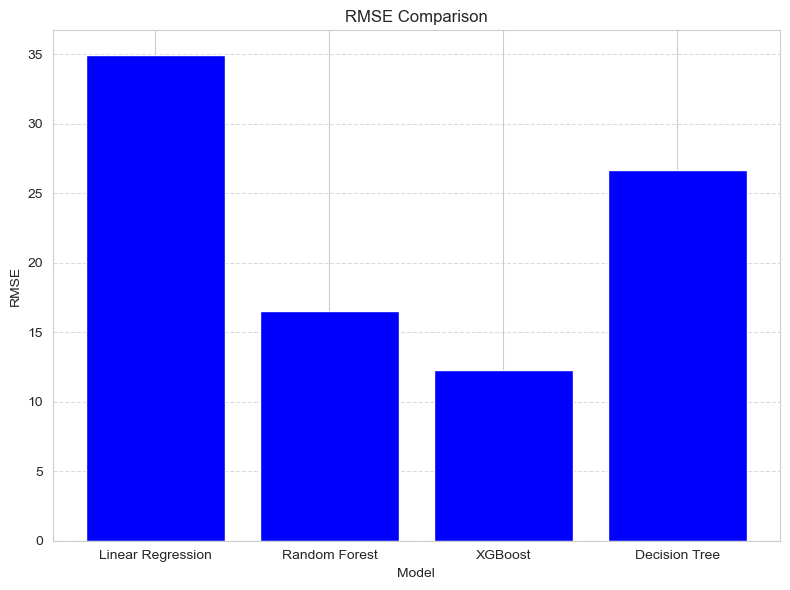 RMSE Comparison
35
30
25
20
15
10
5
0
RMSE
Linear Regression
Random Forest
XGBoost
Decision Tree
Model